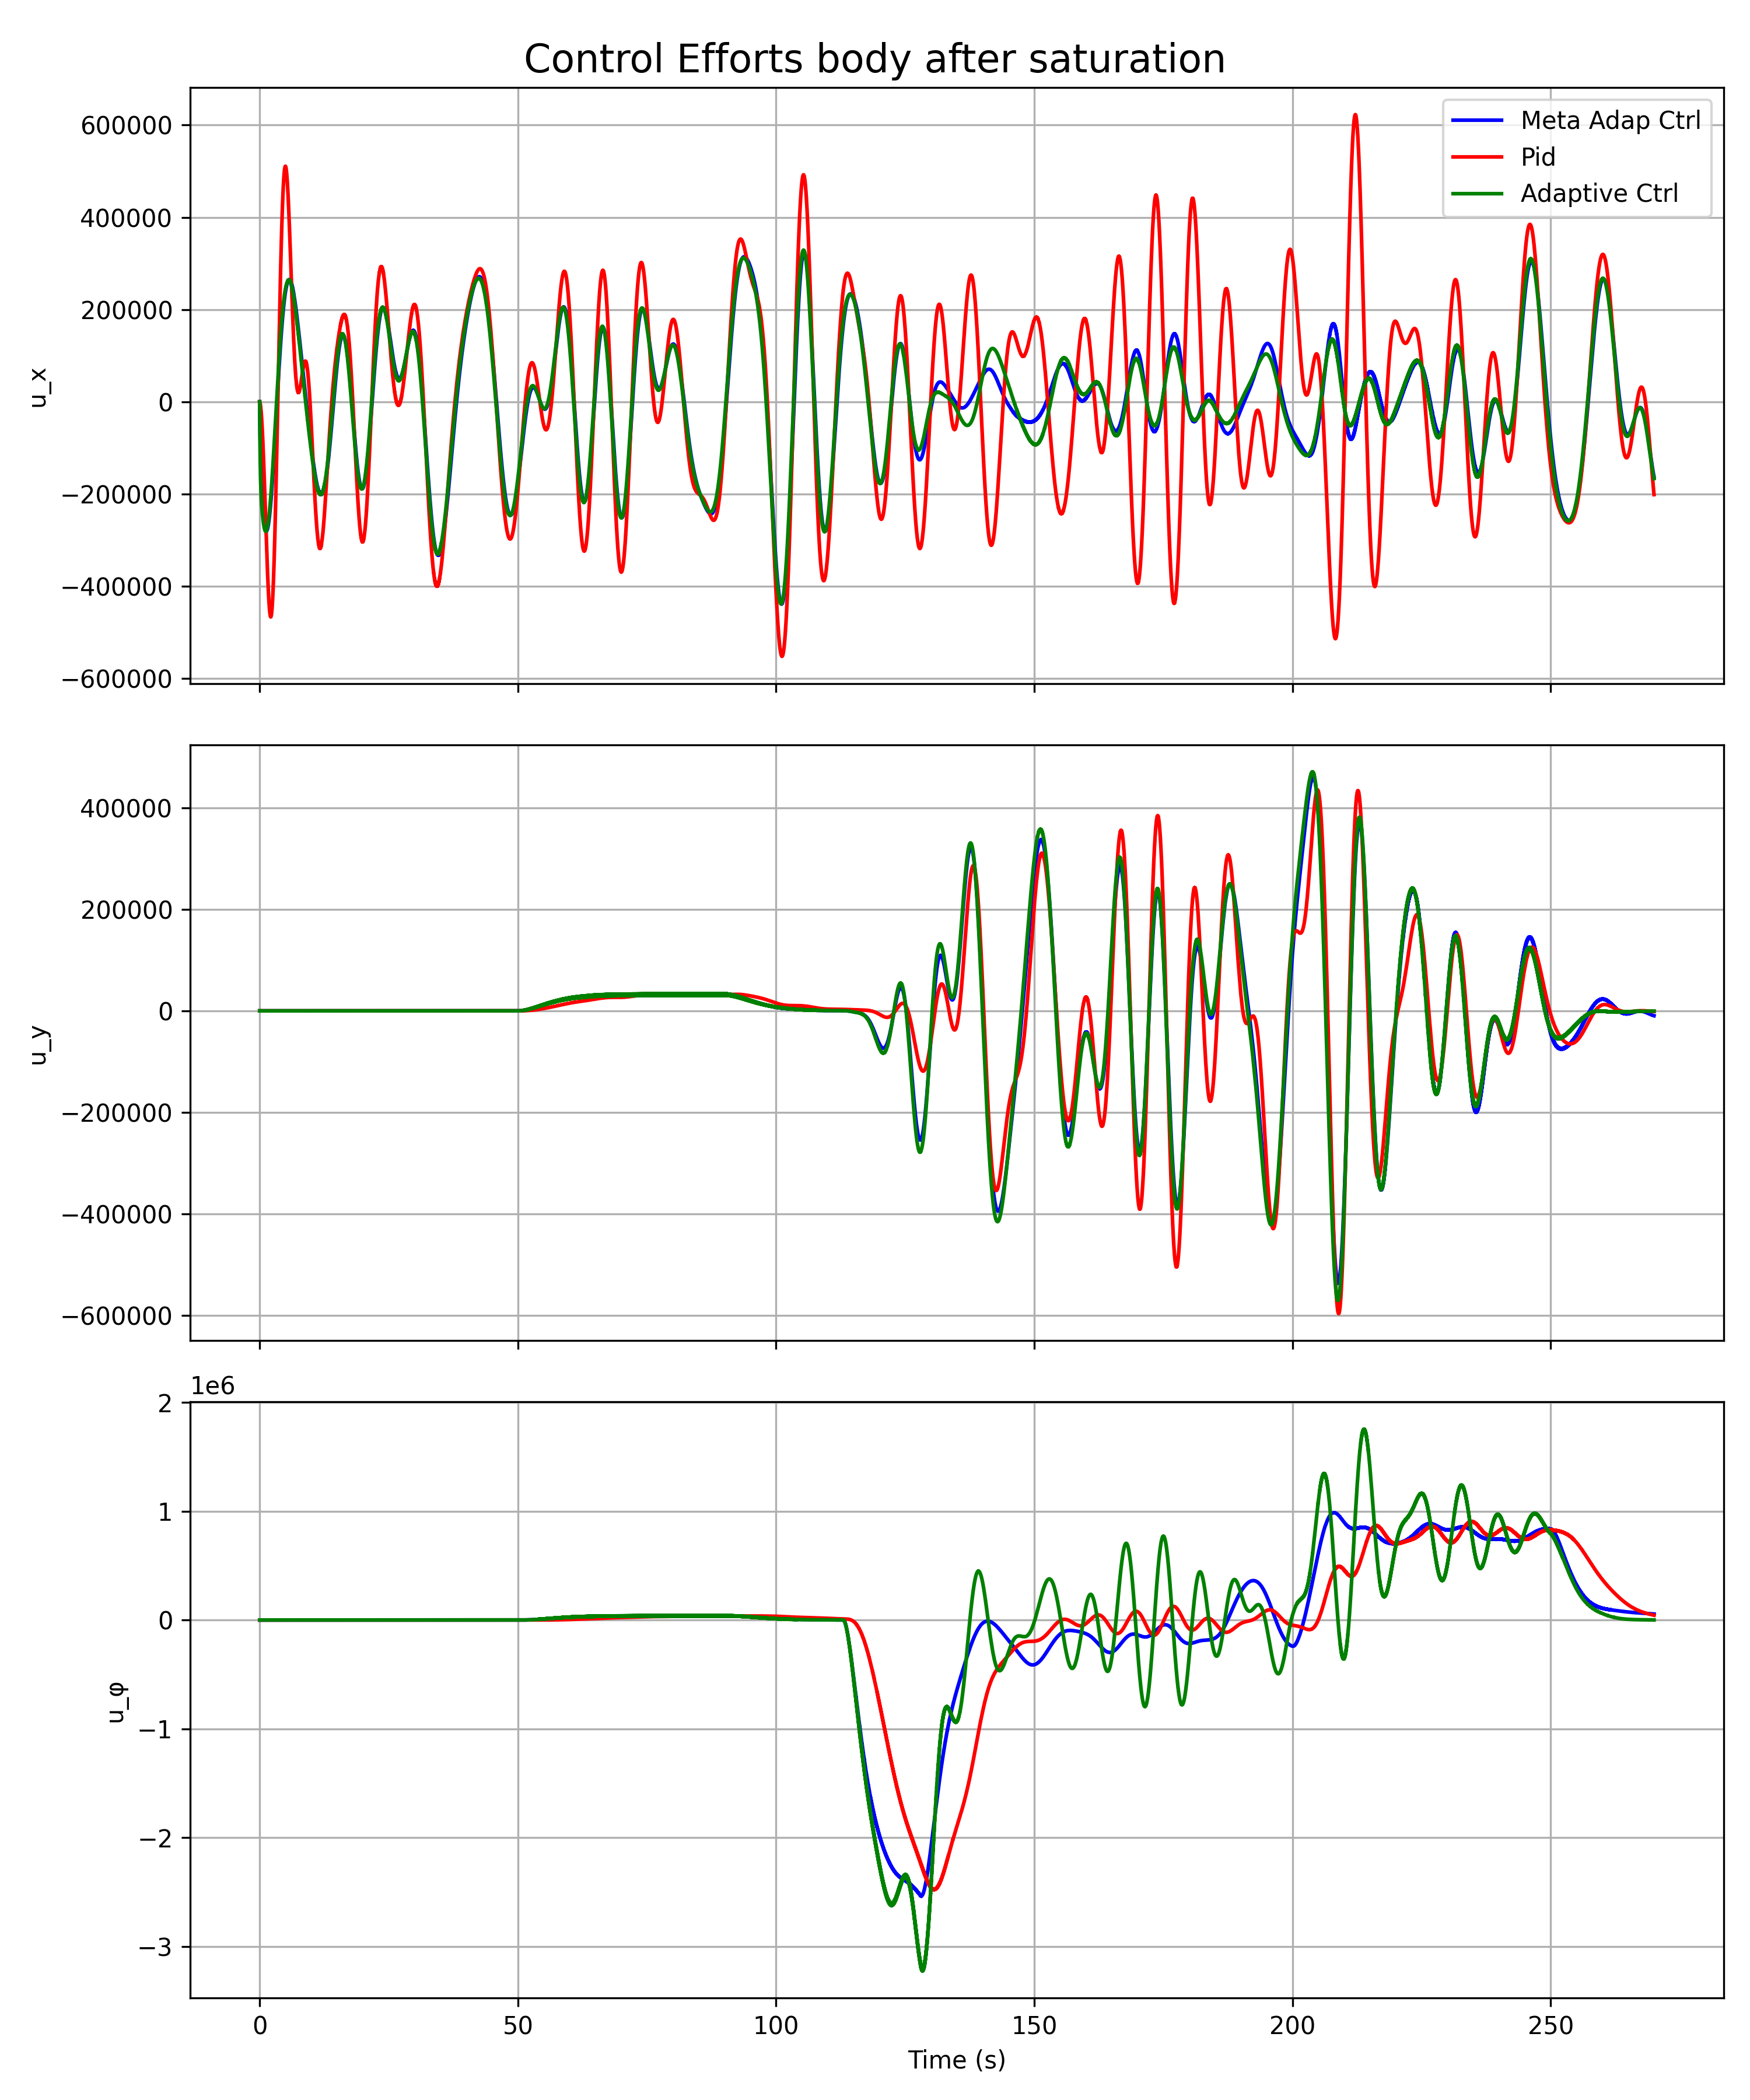 Control Efforts body after saturation
600000
400000
200000
0
−200000
−400000
−600000
u_x
Meta Adap Ctrl
Pid
Adaptive Ctrl
400000
200000
0
−200000
−400000
−600000
u_y
1e6
2
1
0
−1
−2
−3
u_φ
0 50 100 150 200 250
Time (s)